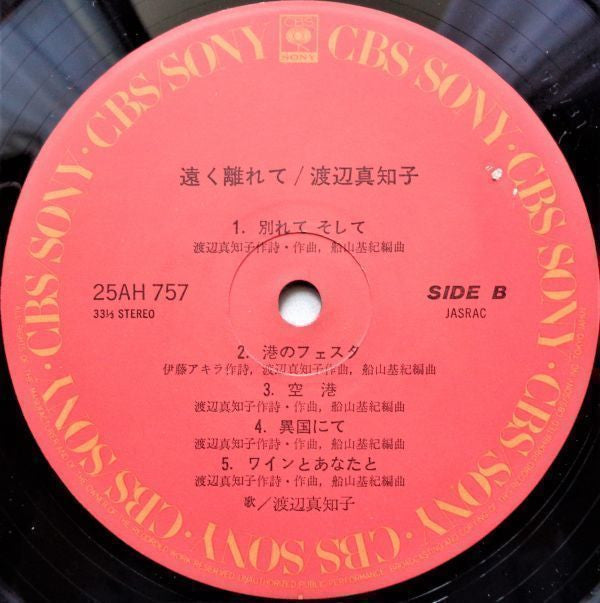 CBS
SONY
CBS/SONY · CBS SONY · CBS SONY · CBS SONY · CBS SONY · CBS SONY · CBS SONY ·
遠く離れて/渡辺真知子
1. 別れて そして
渡辺真知子作詩・作曲, 船山基紀編曲
25AH 757
33⅓ STEREO
SIDE B
JASRAC
2. 港のフェスタ
伊藤アキラ作詩, 渡辺真知子作曲, 船山基紀編曲
3. 空 港
渡辺真知子作詩・作曲, 船山基紀編曲
4. 異国にて
渡辺真知子作詩・作曲, 船山基紀編曲
5. ワインとあなたと
渡辺真知子作詩・作曲, 船山基紀編曲
歌/渡辺真知子